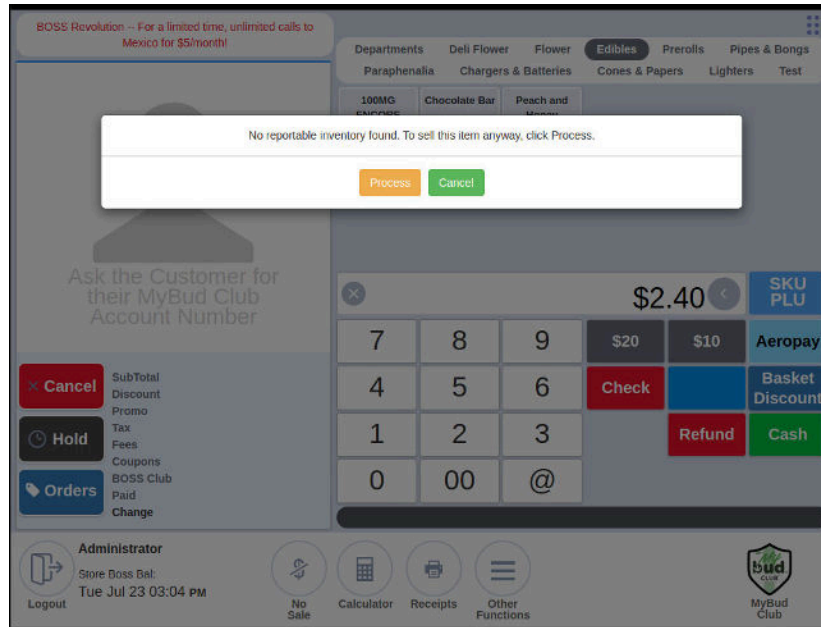 BOSS Revolution -- For a limited time, unlimited calls to
Mexico for $5/month!
Departments Deli Flower Flower Edibles Prerolls Pipes & Bongs
Paraphenalia Chargers & Batteries Cones & Papers Lighters Test
100MG Chocolate Bar Peach and
ENCORE Honey
No reportable inventory found. To sell this item anyway, click Process.
Process Cancel
Ask the Customer for
their MyBud Club
Account Number
$2.40
SKU
PLU
7 8 9 $20 $10 Aeropay
× Cancel
SubTotal
Discount
Promo
4 5 6 Check Basket
Discount
Hold
Tax
Fees
Coupons
1 2 3 Refund Cash
Orders
BOSS Club
Paid
Change
0 00 @
Administrator
Store Boss Bal:
Tue Jul 23 03:04 PM
Logout
No
Sale
Calculator
Receipts
Other
Functions
bud
CLUB
MyBud
Club